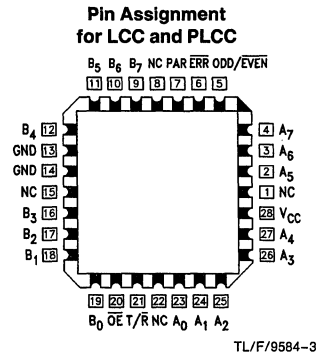 Pin Assignment
for LCC and PLCC
B5 B6 B7 NC PAR ERR ODD/EVEN
11 10 9 8 7 6 5
B4 12 4 A7
GND 13 3 A6
GND 14 2 A5
NC 15 1 NC
B3 16 28 VCC
B2 17 27 A4
B1 18 26 A3
19 20 21 22 23 24 25
B0 OE T/R NC A0 A1 A2
TL/F/9584-3